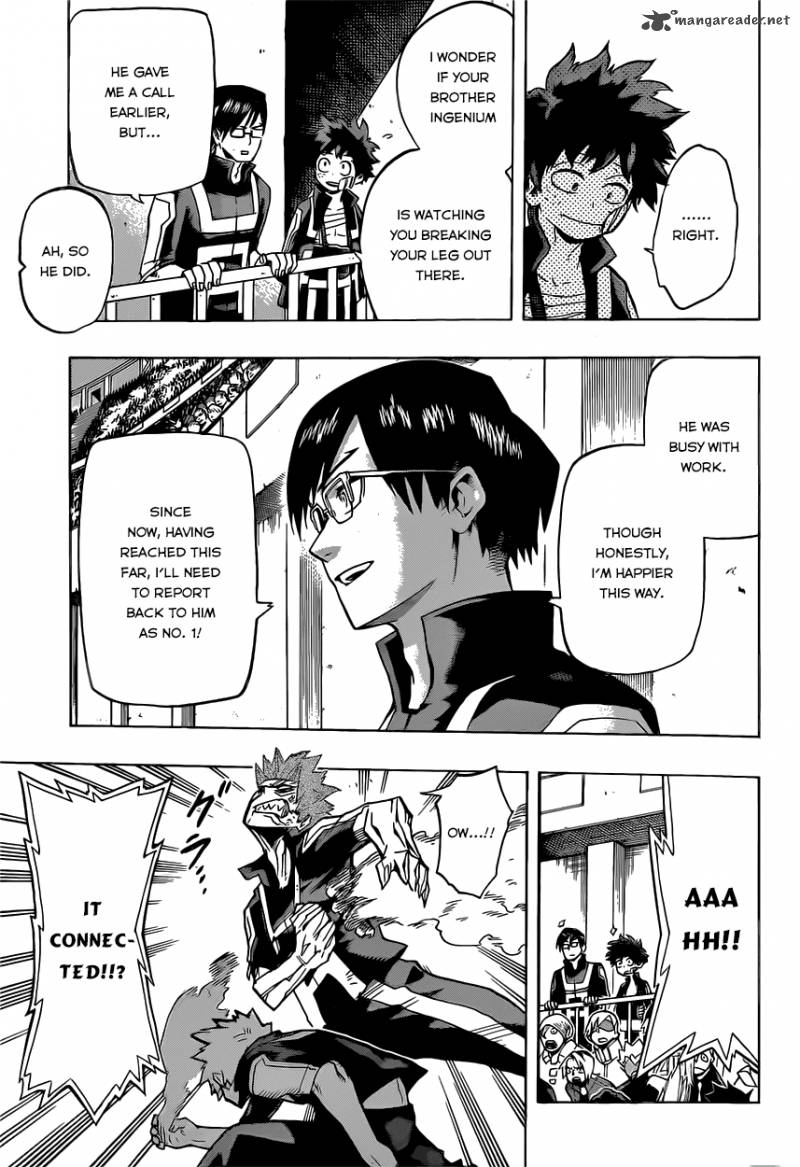 mangareader.net
......
RIGHT.
I WONDER
IF YOUR
BROTHER
INGENIUM
IS WATCHING
YOU BREAKING
YOUR LEG OUT
THERE.
HE GAVE
ME A CALL
EARLIER,
BUT...
AH, SO
HE DID.
HE WAS
BUSY WITH
WORK.
THOUGH
HONESTLY,
I'M HAPPIER
THIS WAY.
SINCE
NOW, HAVING
REACHED THIS
FAR, I'LL NEED
TO REPORT
BACK TO HIM
AS NO. 1!
AAA
HH!!
OW...!!
グッ
IT
CONNEC-
TED!!?